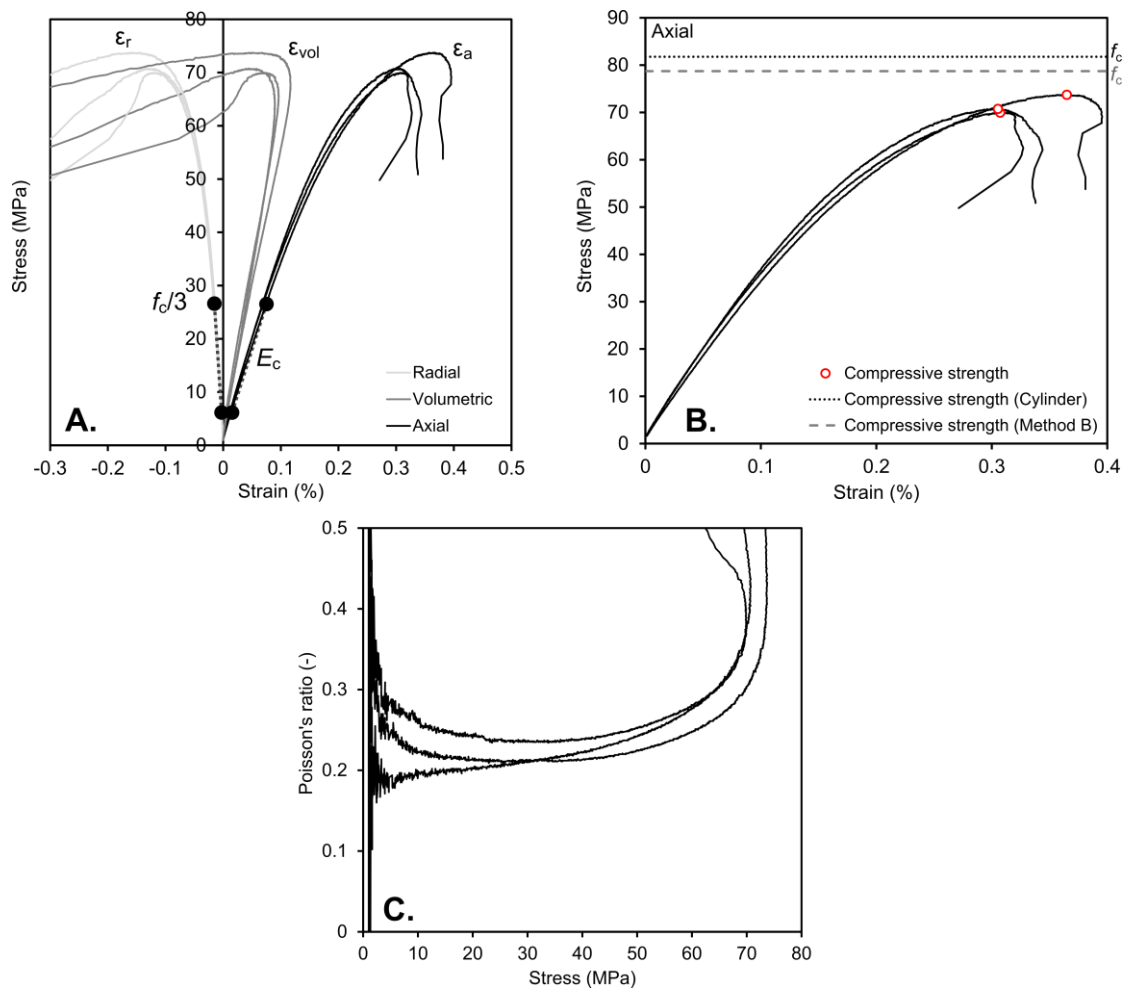 80
70
60
50
40
30
20
10
0
-0.3
-0.2
-0.1
0
0.1
0.2
0.3
0.4
0.5
Stress (MPa)
Strain (%)
εr
εvol
εa
fc/3
Ec
Radial
Volumetric
Axial
A.
90
80
70
60
50
40
30
20
10
0
0
0.1
0.2
0.3
0.4
Stress (MPa)
Strain (%)
Axial
fc
fc
Compressive strength
Compressive strength (Cylinder)
Compressive strength (Method B)
B.
0.5
0.4
0.3
0.2
0.1
0
0
10
20
30
40
50
60
70
80
Poisson's ratio (-)
Stress (MPa)
C.